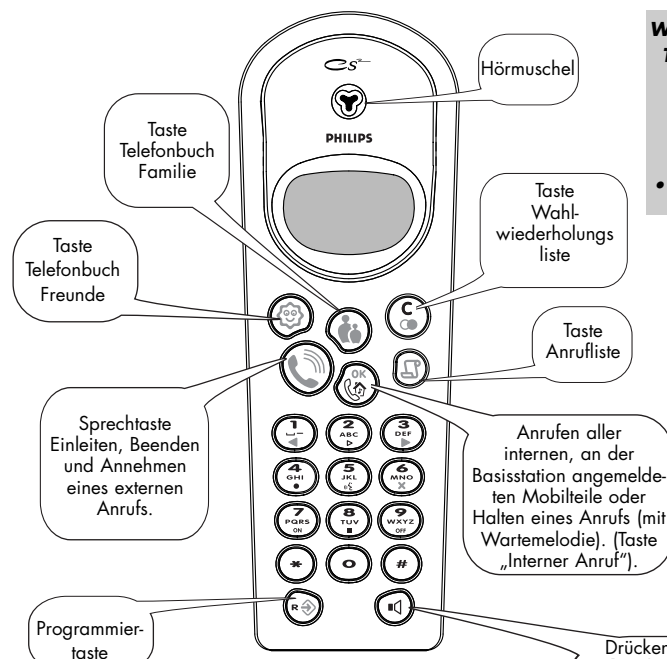 Hörmuschel
PHILIPS
Taste
Telefonbuch
Familie
Taste
Telefonbuch
Freunde
Taste
Wahl-
wiederholungs
liste
Taste
Anrufliste
Sprechtaste
Einleiten, Beenden
und Annehmen
eines externen
Anrufs.
Anrufen aller
internen, an der
Basisstation angemelde-
ten Mobilteile oder
Halten eines Anrufs (mit
Wartemelodie). (Taste
„Interner Anruf“).
C
OK
1 2 ABC 3 DEF
4 GHI 5 JKL 6 MNO
7 PQRS ON 8 TUV 9 WXYZ OFF
* 0 #
R
Programmier-
taste